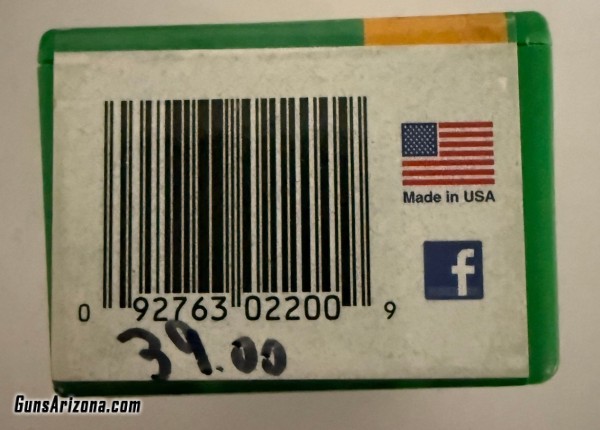 Made in USA
f
0 92763 02200 9
39.00
GunsArizona.com